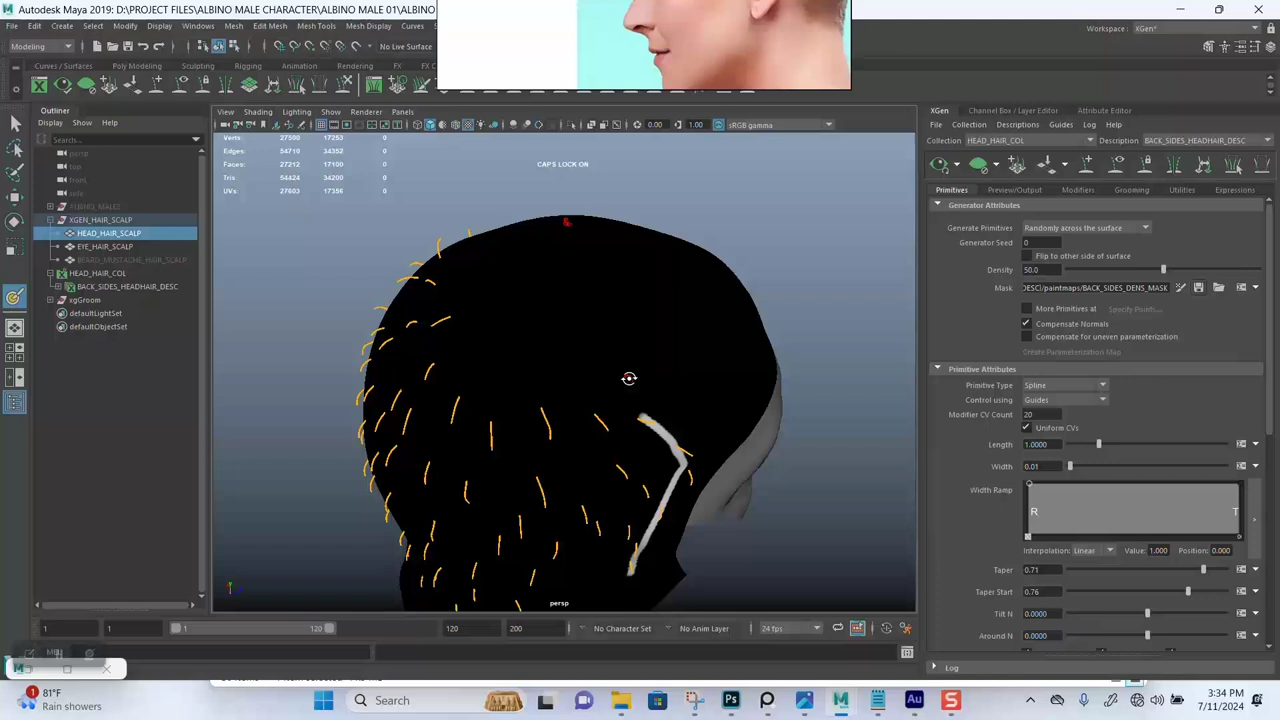 Autodesk Maya 2019: D:\PROJECT FILES\ALBINO MALE CHARACTER\ALBINO MALE 01\ALBINO
File Edit Create Select Modify Display Windows Mesh Edit Mesh Mesh Tools Mesh Display Curves
Workspace : XGen*
Modeling
No Live Surface
Curves / Surfaces Poly Modeling Sculpting Rigging Animation Rendering FX
Outliner
Display Show Help
Search...
persp
top
front
side
ALBINO_MALE2
XGEN_HAIR_SCALP
HEAD_HAIR_SCALP
EYE_HAIR_SCALP
BEARD_MUSTACHE_HAIR_SCALP
HEAD_HAIR_COL
BACK_SIDES_HEADHAIR_DESC
xgGroom
defaultLightSet
defaultObjectSet
View Shading Lighting Show Renderer Panels
0.00 1.00 sRGB gamma
Verts: 27500 17253 0
Edges: 54710 34352 0
Faces: 27212 17100 0
Tris: 54424 34200 0
UVs: 27603 17356 0
CAPS LOCK ON
persp
XGen Channel Box / Layer Editor Attribute Editor
File Collection Descriptions Guides Log Help
Collection HEAD_HAIR_COL Description BACK_SIDES_HEADHAIR_DESC
Primitives Preview/Output Modifiers Grooming Utilities Expressions
Generator Attributes
Generate Primitives Randomly across the surface
Generator Seed 0
Flip to other side of surface
Density 50.0
Mask DESC}/paintmaps/BACK_SIDES_DENS_MASK
More Primitives at Specify Points...
Compensate Normals
Compensate for uneven parameterization
Create Parameterization Map
Primitive Attributes
Primitive Type Spline
Control using Guides
Modifier CV Count 20
Uniform CVs
Length 1.0000
Width 0.01
Width Ramp R T
Interpolation: Linear Value: 1.000 Position: 0.000
Taper 0.71
Taper Start 0.76
Tilt N 0.0000
Around N 0.0000
Log
1 1 1 120 120 200 No Character Set No Anim Layer 24 fps
81°F
Rain showers
Search
3:34 PM
7/11/2024